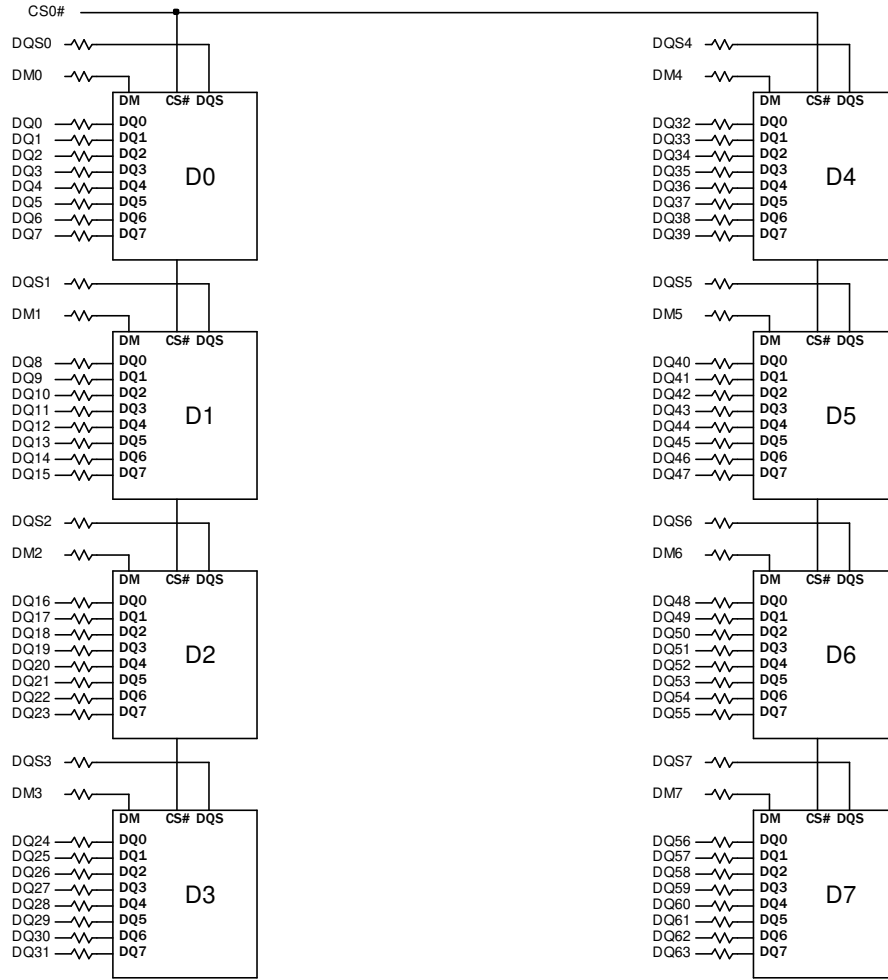 CS0#
DQS0
DM0
DM CS# DQS
DQ0 DQ0
DQ1 DQ1
DQ2 DQ2
DQ3 DQ3
DQ4 DQ4
DQ5 DQ5
DQ6 DQ6
DQ7 DQ7
D0
DQS1
DM1
DM CS# DQS
DQ8 DQ0
DQ9 DQ1
DQ10 DQ2
DQ11 DQ3
DQ12 DQ4
DQ13 DQ5
DQ14 DQ6
DQ15 DQ7
D1
DQS2
DM2
DM CS# DQS
DQ16 DQ0
DQ17 DQ1
DQ18 DQ2
DQ19 DQ3
DQ20 DQ4
DQ21 DQ5
DQ22 DQ6
DQ23 DQ7
D2
DQS3
DM3
DM CS# DQS
DQ24 DQ0
DQ25 DQ1
DQ26 DQ2
DQ27 DQ3
DQ28 DQ4
DQ29 DQ5
DQ30 DQ6
DQ31 DQ7
D3
DQS4
DM4
DM CS# DQS
DQ32 DQ0
DQ33 DQ1
DQ34 DQ2
DQ35 DQ3
DQ36 DQ4
DQ37 DQ5
DQ38 DQ6
DQ39 DQ7
D4
DQS5
DM5
DM CS# DQS
DQ40 DQ0
DQ41 DQ1
DQ42 DQ2
DQ43 DQ3
DQ44 DQ4
DQ45 DQ5
DQ46 DQ6
DQ47 DQ7
D5
DQS6
DM6
DM CS# DQS
DQ48 DQ0
DQ49 DQ1
DQ50 DQ2
DQ51 DQ3
DQ52 DQ4
DQ53 DQ5
DQ54 DQ6
DQ55 DQ7
D6
DQS7
DM7
DM CS# DQS
DQ56 DQ0
DQ57 DQ1
DQ58 DQ2
DQ59 DQ3
DQ60 DQ4
DQ61 DQ5
DQ62 DQ6
DQ63 DQ7
D7